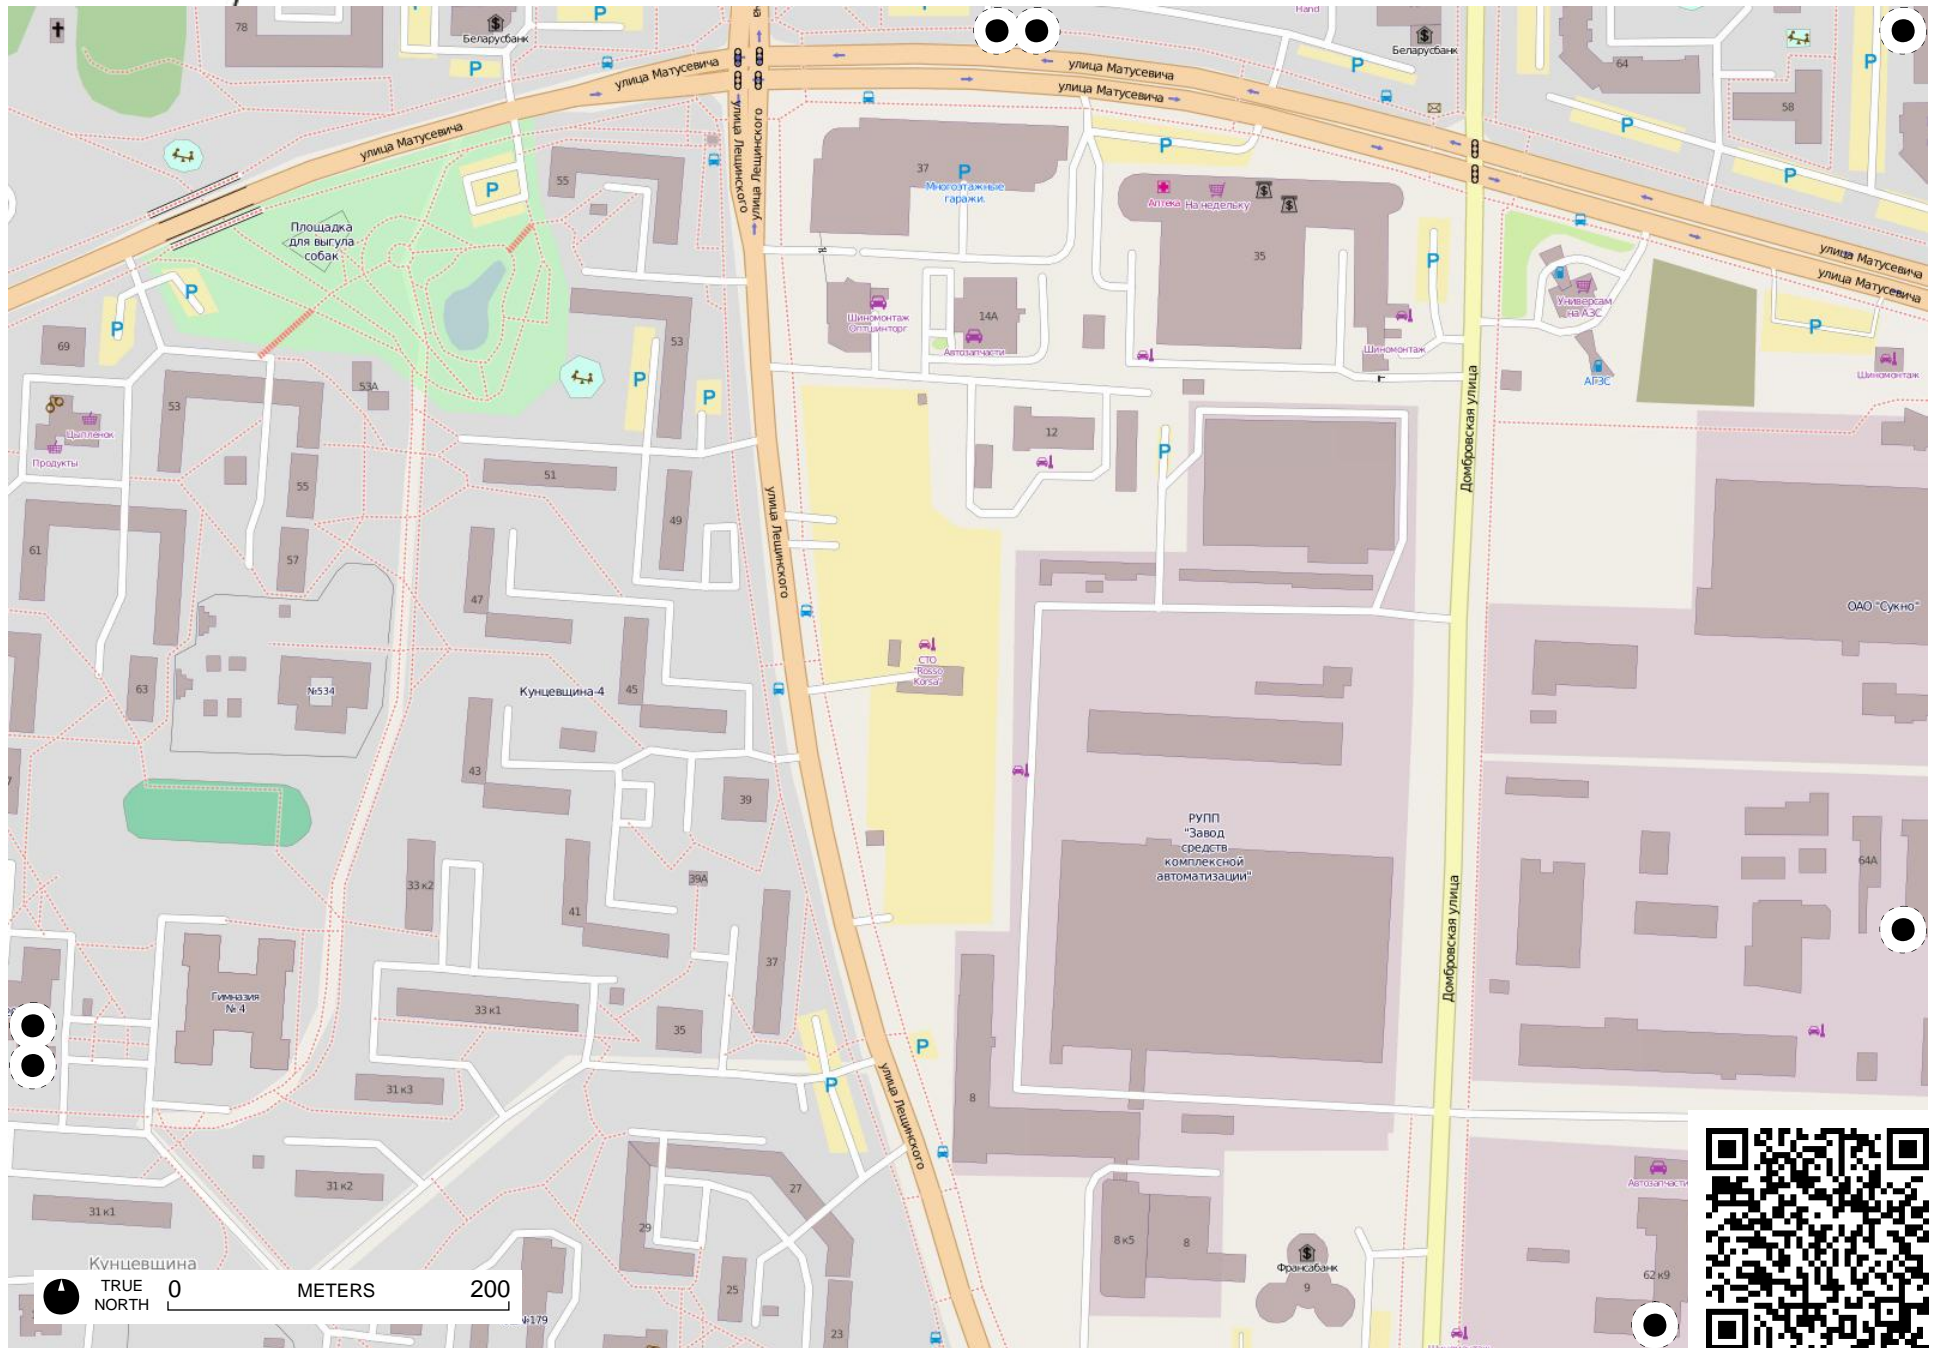 78
Беларусбанк
P
P
улица Матусевича
улица Матусевича
улица Матусевича
улица Матусевича
Hand
Беларусбанк
P
64
58
P
P
P
улица Лещинского
улица Лещинского
55
P
37
P
Многоэтажные
гаражи.
P
Аптека
На недельку
35
P
улица Матусевича
улица Матусевича
Площадка
для выгула
собак
P
P
69
53А
53
53
P
P
Шиномонтаж
Оптшинторг
14А
Автозапчасти
Шиномонтаж
Универсам
на АЗС
АГЗС
P
Шиномонтаж
Цыпленок
Продукты
55
51
49
12
P
Домбровская улица
улица Лещинского
61
57
47
ОАО "Сукно"
63
№534
Кунцевщина-4
45
СТО
"Rosso
Korsa"
43
39
РУПП
"Завод
средств
комплексной
автоматизации"
64А
33 к2
39А
41
37
Домбровская улица
Гимназия
№ 4
33 к1
35
P
31 к3
P
улица Лещинского
8
31 к2
27
31 к1
29
Автозапчасти
8 к5
8
Франсабанк
9
62 к9
Кунцевщина
25
23
№179
TRUE
NORTH
0 METERS 200